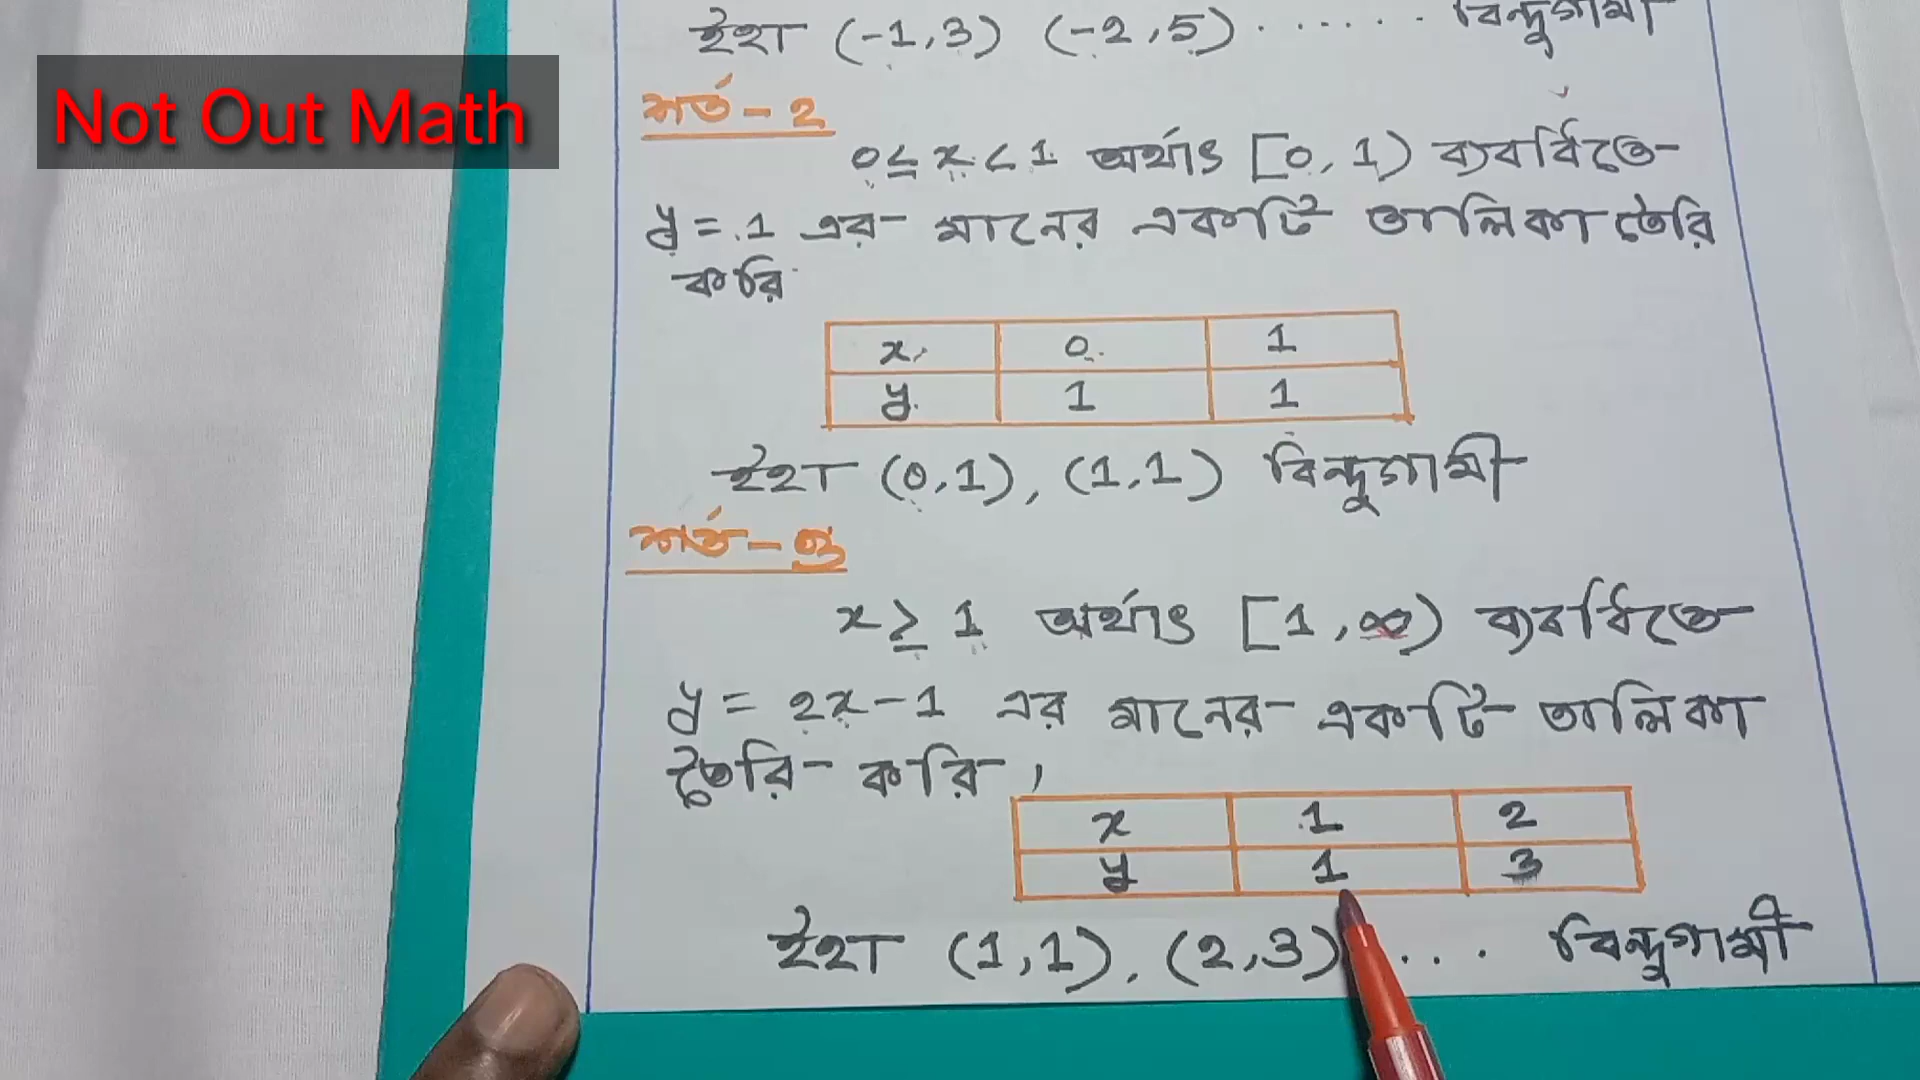 Not Out Math
ইহা (-1,3) (-2,5) ...... বিন্দুগামী
শর্ত-২
0≤x<1 অর্থাৎ [0,1) ব্যবধিতে
y=1 এর মানের একটি তালিকা তৈরি
করি
x 0 1
y 1 1
ইহা (0,1), (1,1) বিন্দুগামী
শর্ত-৩
x≥1 অর্থাৎ [1,∞) ব্যবধিতে
y=2x-1 এর মানের একটি তালিকা
তৈরি করি,
x 1 2
y 1 3
ইহা (1,1), (2,3) ... বিন্দুগামী